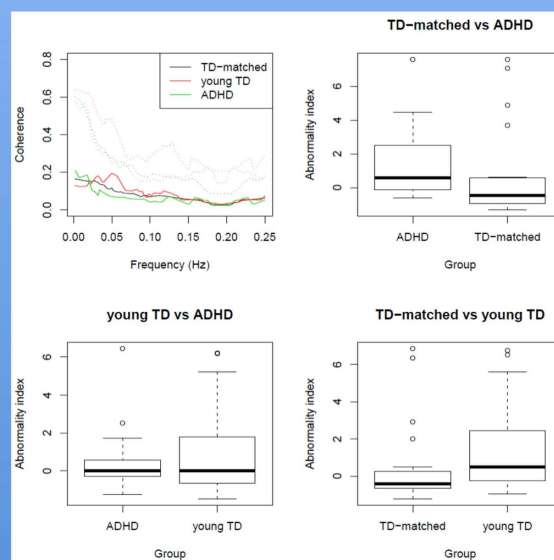 TD−matched vs ADHD
0.8
0.6
0.4
0.2
0.0
Coherence
TD−matched
young TD
ADHD
0.00 0.05 0.10 0.15 0.20 0.25
Frequency (Hz)
6
4
2
0
Abnormality index
ADHD TD−matched
Group
young TD vs ADHD
6
4
2
0
Abnormality index
ADHD young TD
Group
TD−matched vs young TD
6
4
2
0
Abnormality index
TD−matched young TD
Group